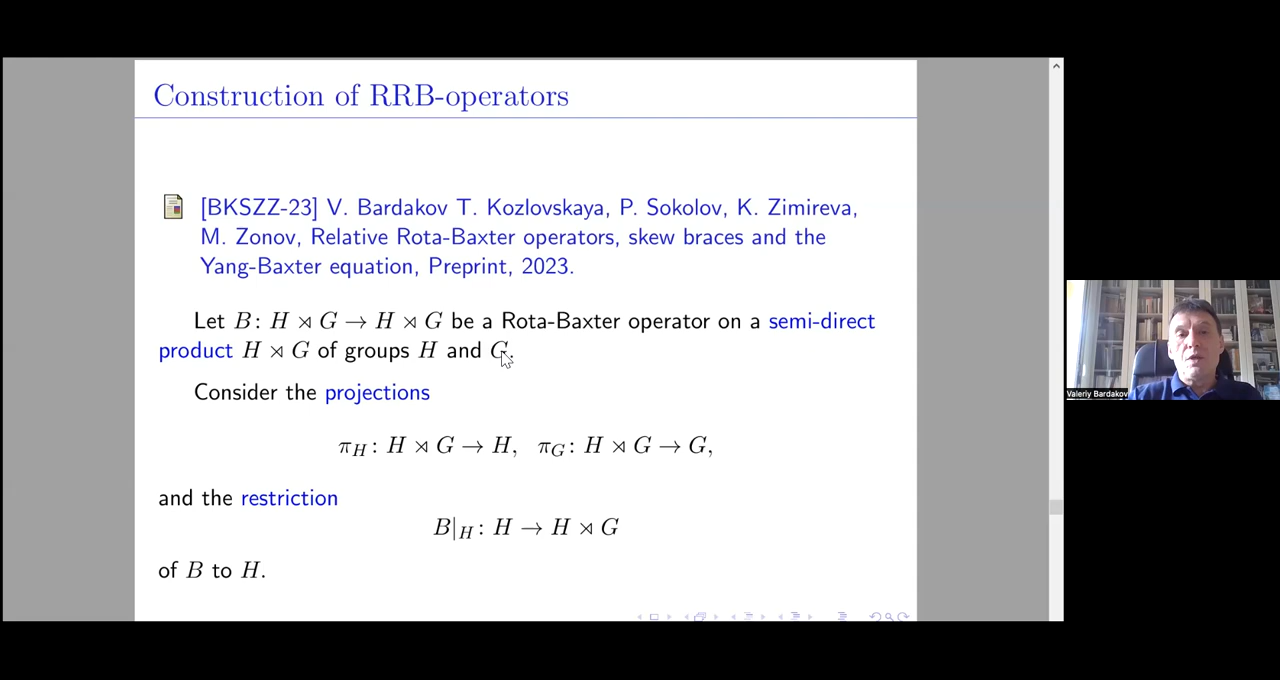 Construction of RRB-operators
[BKSZZ-23] V. Bardakov T. Kozlovskaya, P. Sokolov, K. Zimireva,
M. Zonov, Relative Rota-Baxter operators, skew braces and the
Yang-Baxter equation, Preprint, 2023.
Let B: H ⋊ G → H ⋊ G be a Rota-Baxter operator on a semi-direct
product H ⋊ G of groups H and G.
Consider the projections
π_H : H ⋊ G → H, π_G : H ⋊ G → G,
and the restriction
B|_H : H → H ⋊ G
of B to H.
Valeriy Bardakov